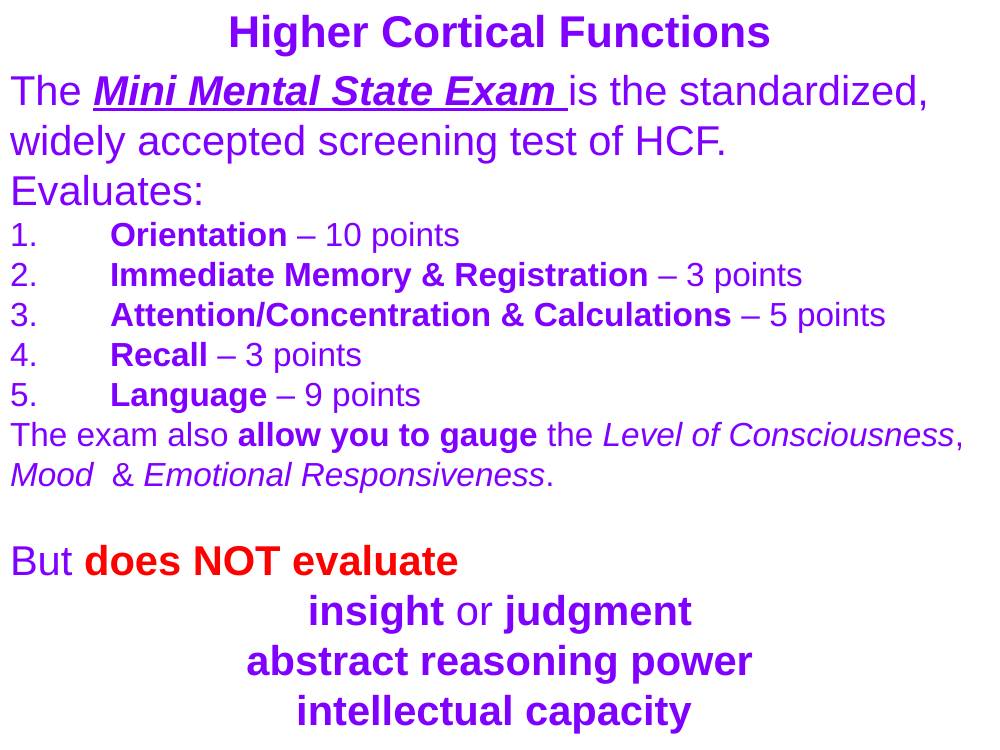 Higher Cortical Functions
The Mini Mental State Exam is the standardized,
widely accepted screening test of HCF.
Evaluates:
1. Orientation – 10 points
2. Immediate Memory & Registration – 3 points
3. Attention/Concentration & Calculations – 5 points
4. Recall – 3 points
5. Language – 9 points
The exam also allow you to gauge the Level of Consciousness,
Mood & Emotional Responsiveness.
But does NOT evaluate
insight or judgment
abstract reasoning power
intellectual capacity